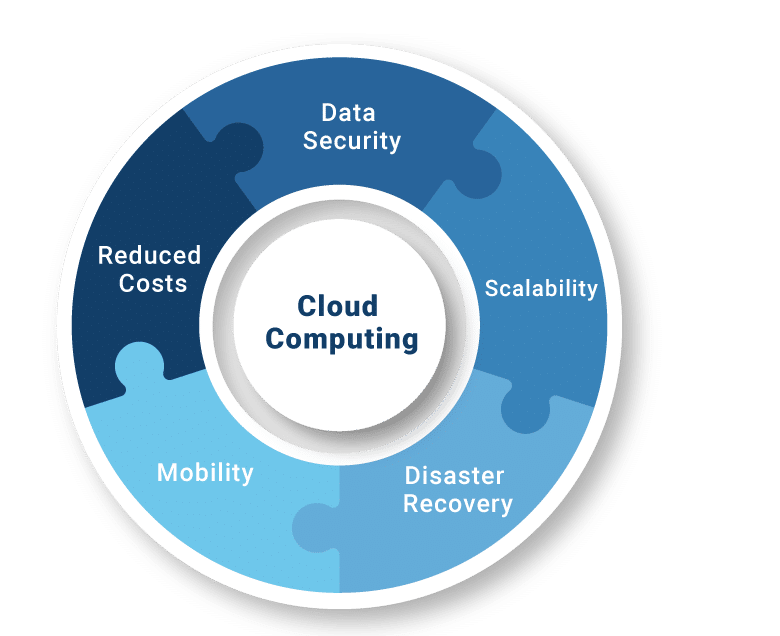 Data
Security
Reduced
Costs
Scalability
Cloud
Computing
Mobility
Disaster
Recovery